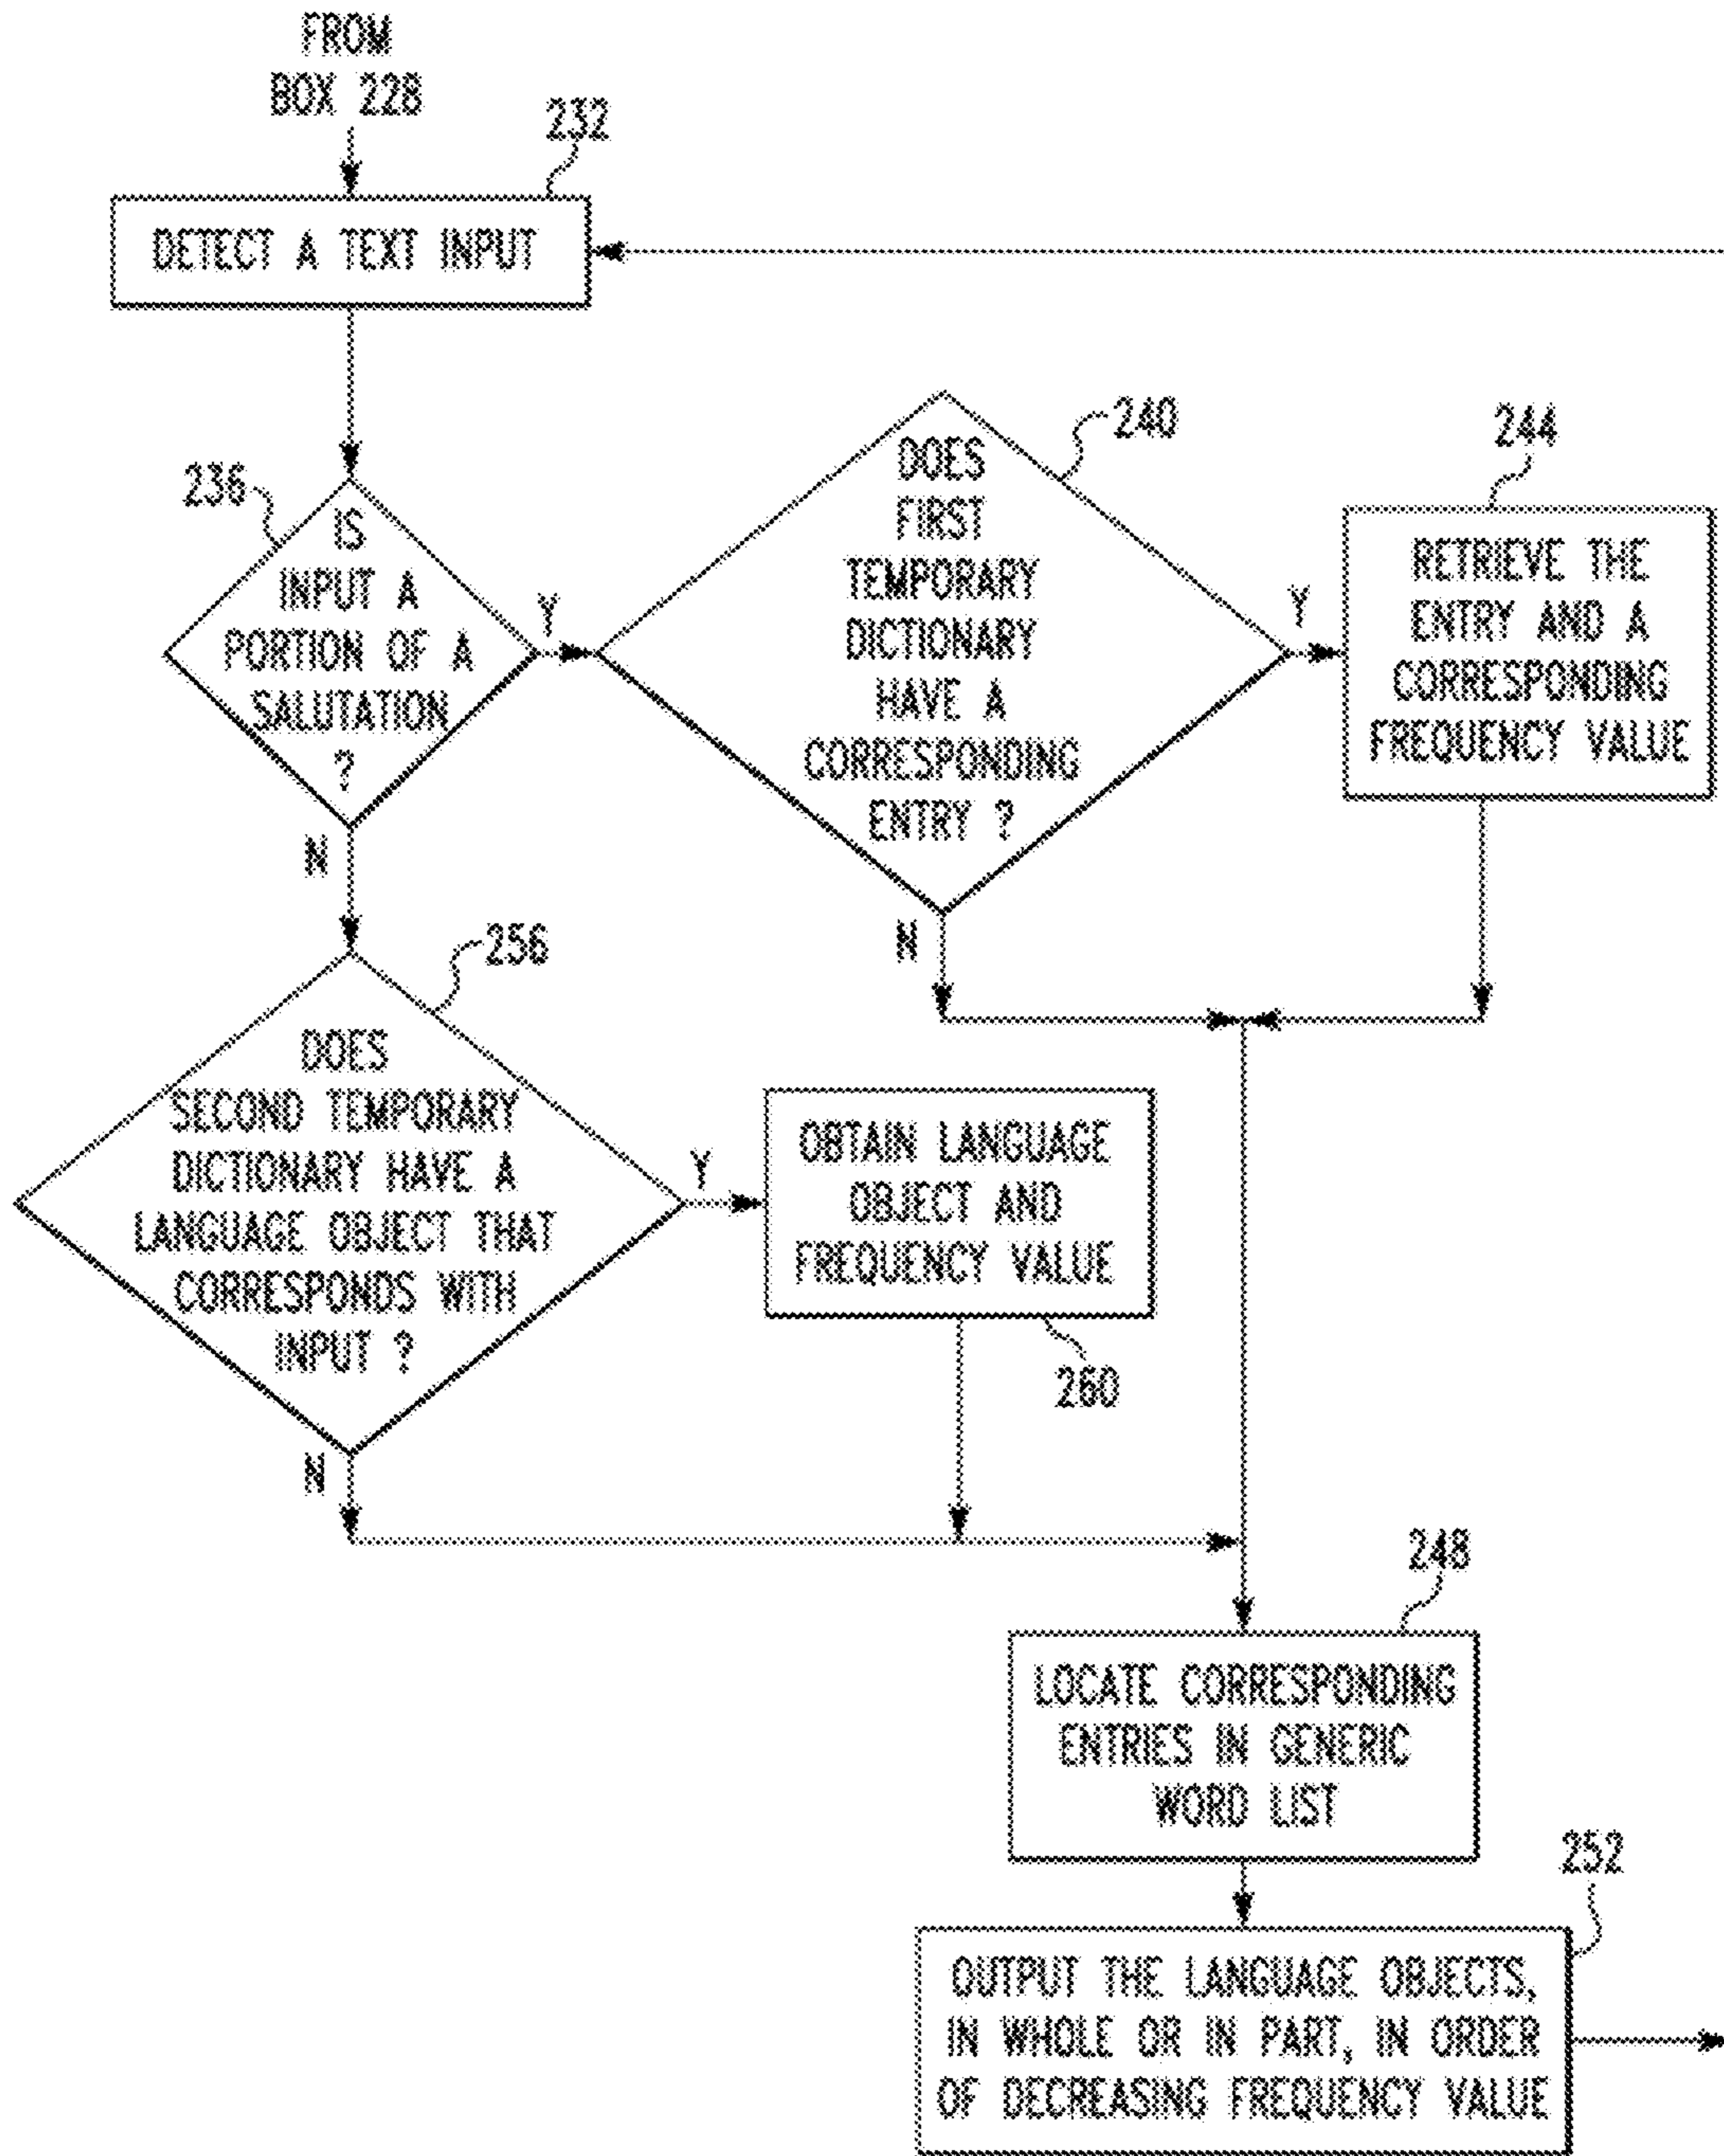 FROM
BOX 228
232
DETECT A TEXT INPUT
236
IS
INPUT A
PORTION OF A
SALUTATION
?
Y
N
240
DOES
FIRST
TEMPORARY
DICTIONARY
HAVE A
CORRESPONDING
ENTRY ?
Y
N
244
RETRIEVE THE
ENTRY AND A
CORRESPONDING
FREQUENCY VALUE
256
DOES
SECOND TEMPORARY
DICTIONARY HAVE A
LANGUAGE OBJECT THAT
CORRESPONDS WITH
INPUT ?
Y
N
OBTAIN LANGUAGE
OBJECT AND
FREQUENCY VALUE
260
248
LOCATE CORRESPONDING
ENTRIES IN GENERIC
WORD LIST
252
OUTPUT THE LANGUAGE OBJECTS,
IN WHOLE OR IN PART, IN ORDER
OF DECREASING FREQUENCY VALUE